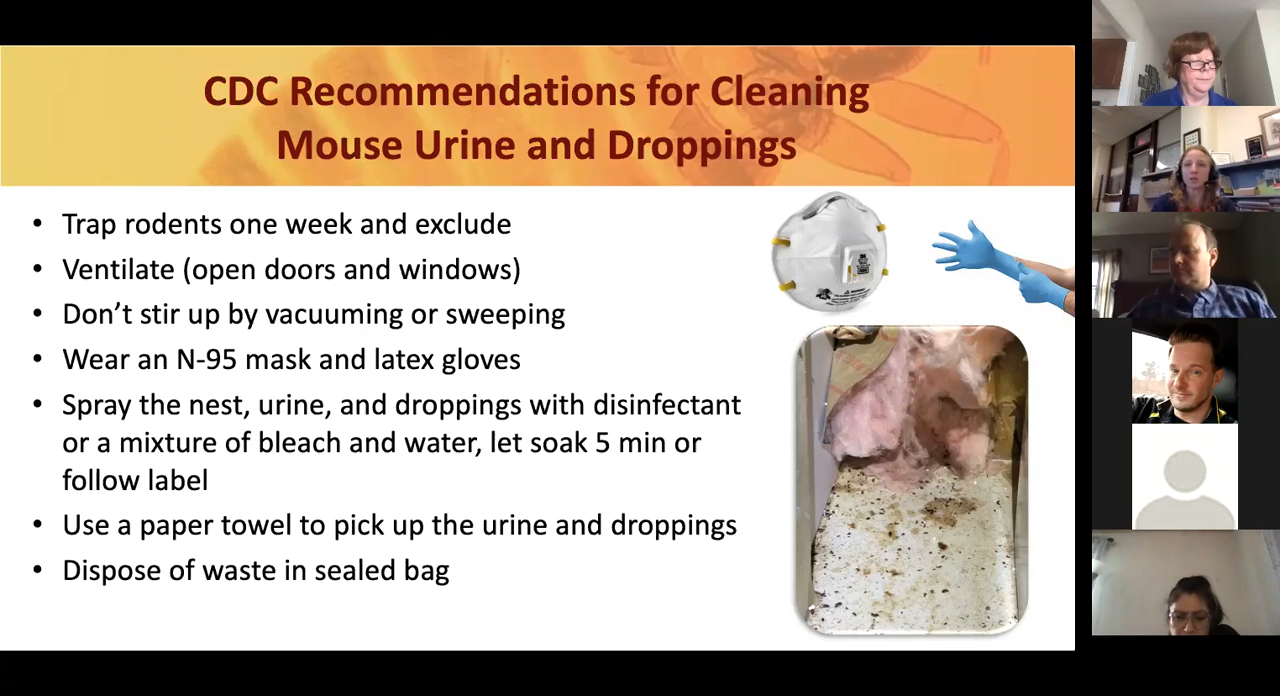 CDC Recommendations for Cleaning
Mouse Urine and Droppings
• Trap rodents one week and exclude
• Ventilate (open doors and windows)
• Don’t stir up by vacuuming or sweeping
• Wear an N-95 mask and latex gloves
• Spray the nest, urine, and droppings with disinfectant
or a mixture of bleach and water, let soak 5 min or
follow label
• Use a paper towel to pick up the urine and droppings
• Dispose of waste in sealed bag